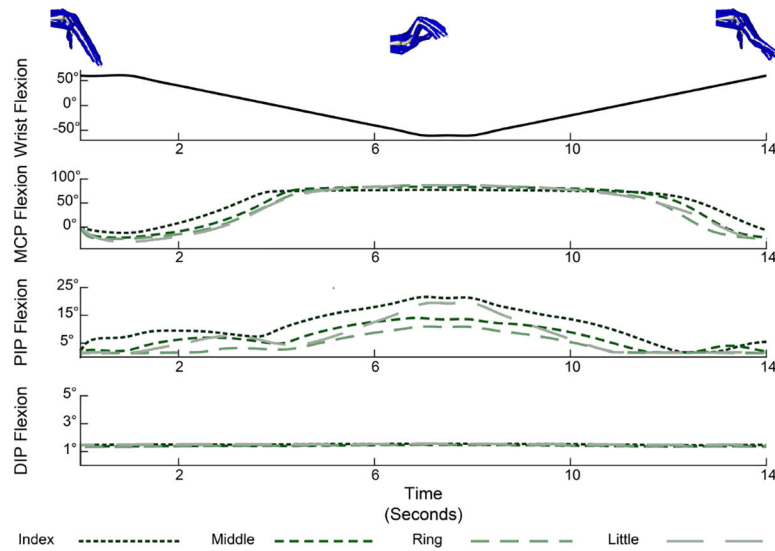 Wrist Flexion
50°
0°
-50°
2 6 10 14
MCP Flexion
100°
50°
0°
2 6 10 14
PIP Flexion
25°
15°
5°
2 6 10 14
DIP Flexion
5°
3°
1°
2 6 10 14
Time
(Seconds)
Index Middle Ring Little